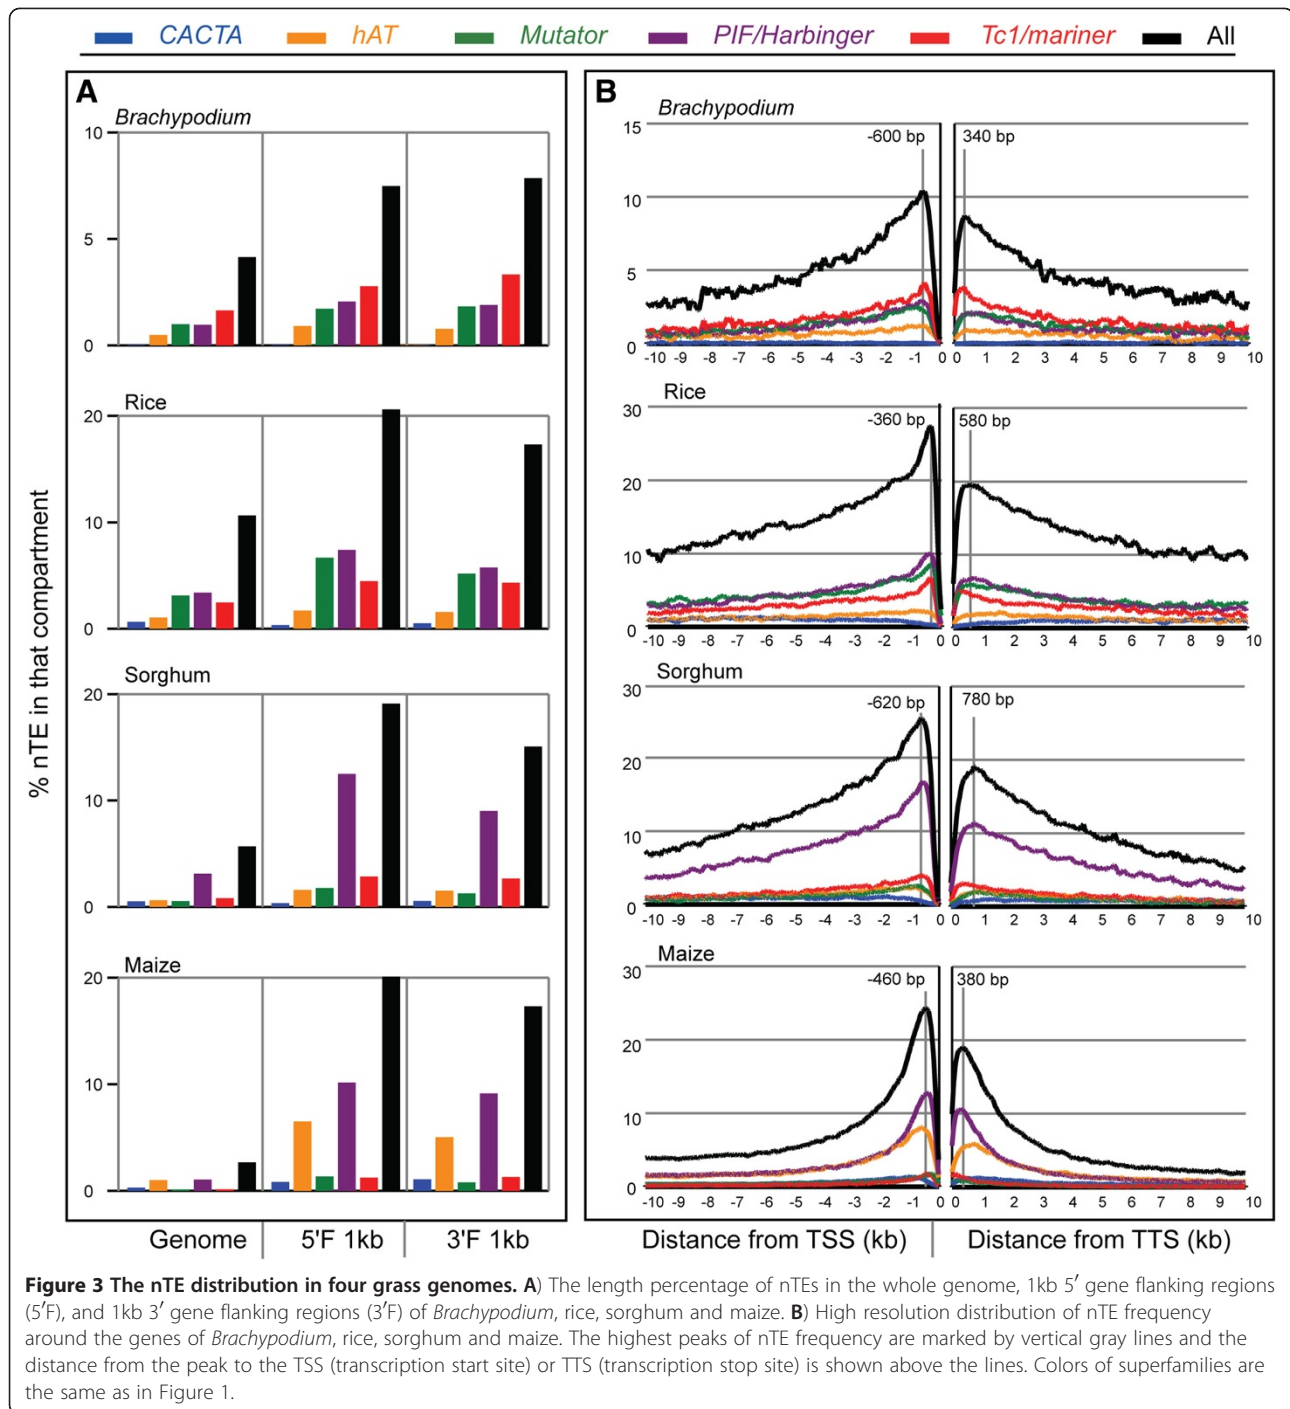 CACTA hAT Mutator PIF/Harbinger Tc1/mariner All
A
Brachypodium
10
5
0
Rice
20
10
0
Sorghum
20
10
0
Maize
20
10
0
% nTE in that compartment
Genome 5'F 1kb 3'F 1kb
B
Brachypodium
15
-600 bp 340 bp
10
5
0
-10 -9 -8 -7 -6 -5 -4 -3 -2 -1 0 0 1 2 3 4 5 6 7 8 9 10
Rice
30
-360 bp 580 bp
20
10
0
-10 -9 -8 -7 -6 -5 -4 -3 -2 -1 0 0 1 2 3 4 5 6 7 8 9 10
Sorghum
30
-620 bp 780 bp
20
10
0
-10 -9 -8 -7 -6 -5 -4 -3 -2 -1 0 0 1 2 3 4 5 6 7 8 9 10
Maize
30
-460 bp 380 bp
20
10
0
-10 -9 -8 -7 -6 -5 -4 -3 -2 -1 0 0 1 2 3 4 5 6 7 8 9 10
Distance from TSS (kb) Distance from TTS (kb)
Figure 3 The nTE distribution in four grass genomes. A) The length percentage of nTEs in the whole genome, 1kb 5′ gene flanking regions
(5′F), and 1kb 3′ gene flanking regions (3′F) of Brachypodium, rice, sorghum and maize. B) High resolution distribution of nTE frequency
around the genes of Brachypodium, rice, sorghum and maize. The highest peaks of nTE frequency are marked by vertical gray lines and the
distance from the peak to the TSS (transcription start site) or TTS (transcription stop site) is shown above the lines. Colors of superfamilies are
the same as in Figure 1.